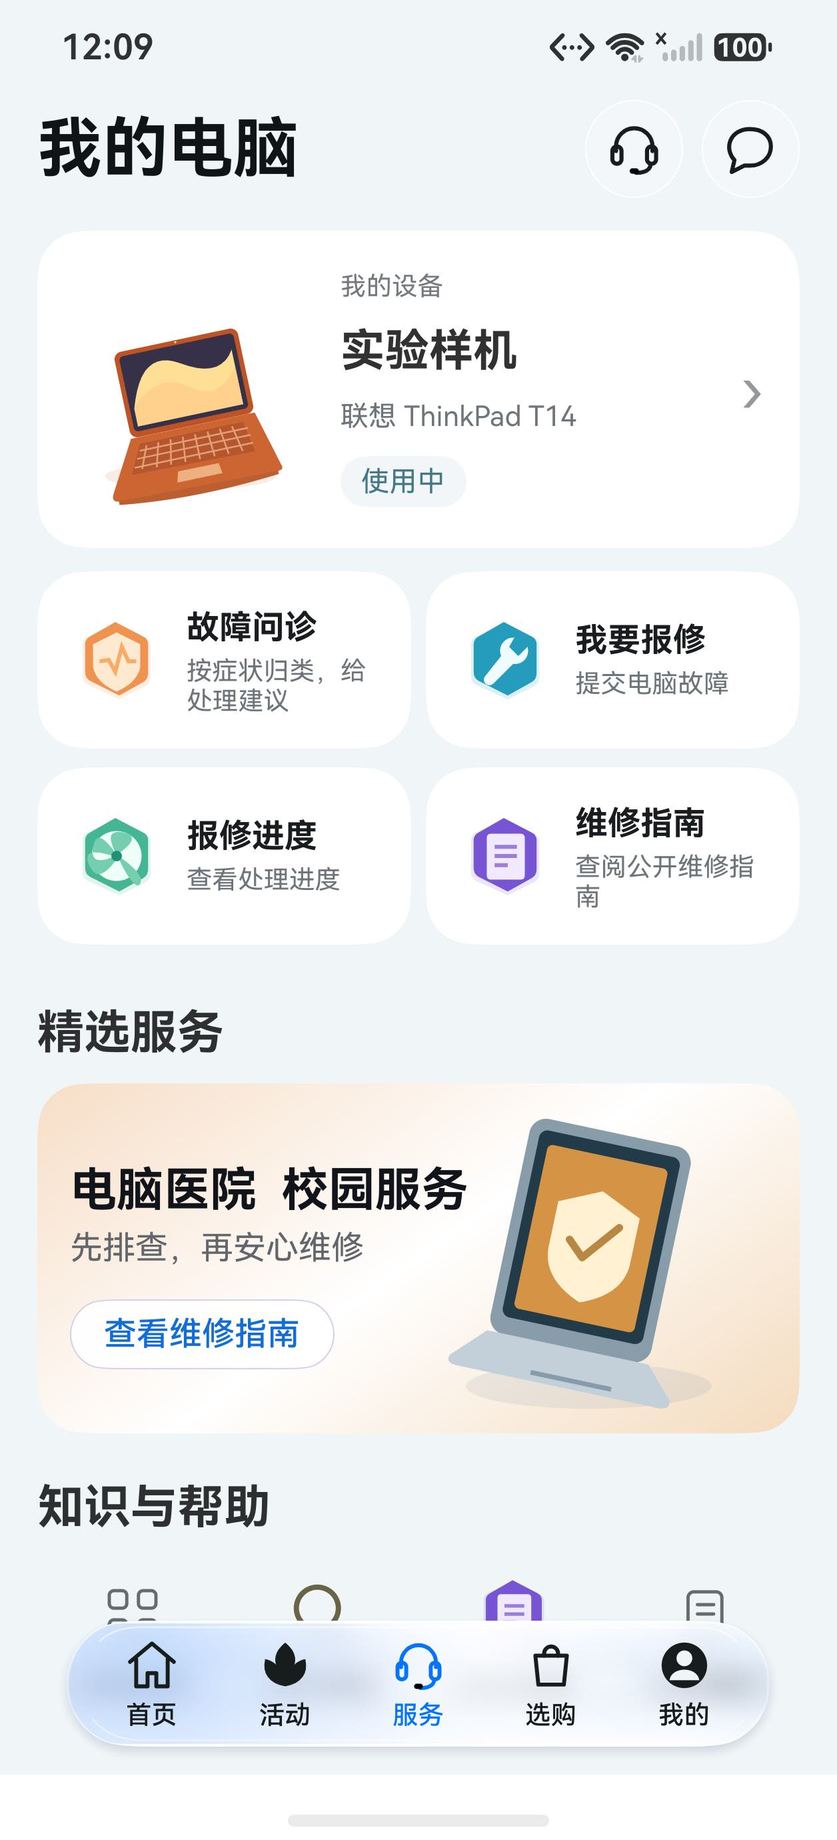 12:09
100
我的电脑
我的设备
实验样机
联想 ThinkPad T14
使用中
故障问诊
按症状归类，给
处理建议
我要报修
提交电脑故障
报修进度
查看处理进度
维修指南
查阅公开维修指
南
精选服务
电脑医院 校园服务
先排查，再安心维修
查看维修指南
知识与帮助
首页
活动
服务
选购
我的